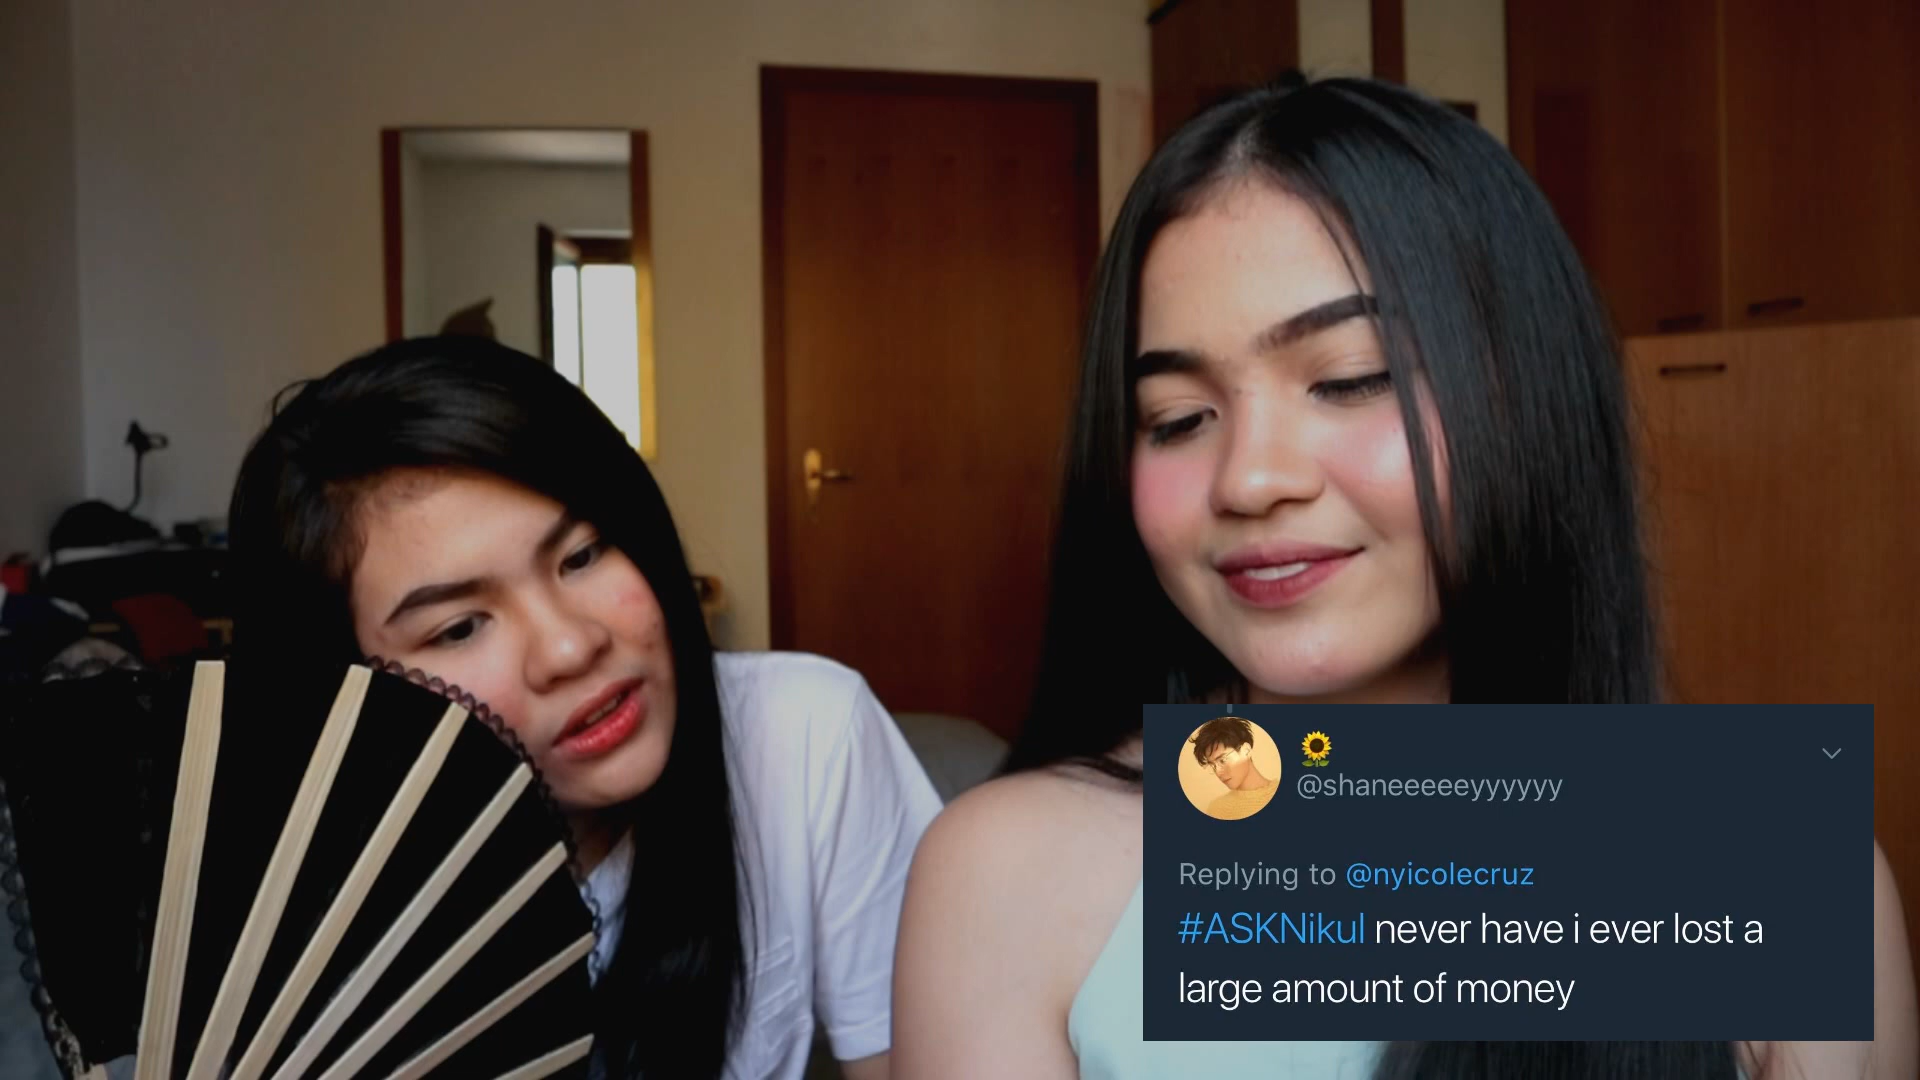 @shaneeeeeyyyyyy
Replying to @nyicolecruz
#ASKNikul never have i ever lost a
large amount of money